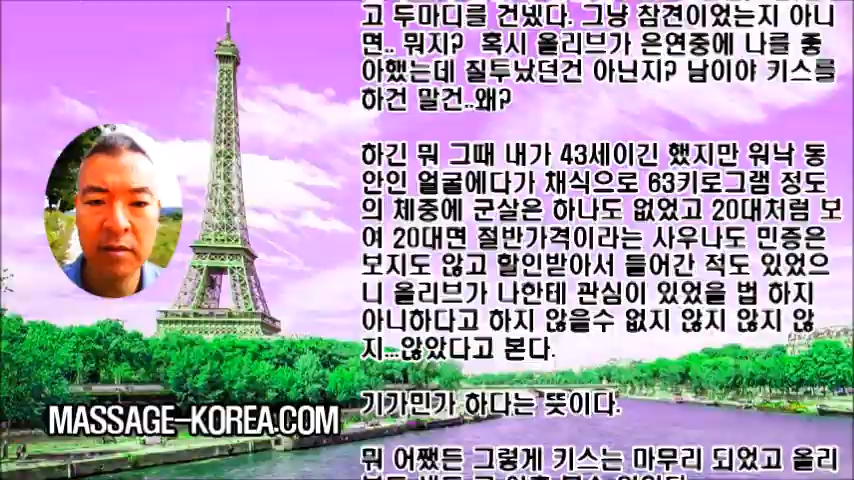 고 두마디를 건넸다. 그냥 참견이었는지 아니
면.. 뭐지? 혹시 올리브가 은연중에 나를 좋
아했는데 질투났던건 아닌지? 남이야 키스를
하건 말건..왜?
하긴 뭐 그때 내가 43세이긴 했지만 워낙 동
안인 얼굴에다가 채식으로 63키로그램 정도
의 체중에 군살은 하나도 없었고 20대처럼 보
여 20대면 절반가격이라는 사우나도 민증은
보지도 않고 할인받아서 들어간 적도 있었으
니 올리브가 나한테 관심이 있었을 법 하지
아니하다고 하지 않을수 없지 않지 않지 않
지...않았다고 본다.
기가민가 하다는 뜻이다.
뭐 어쨌든 그렇게 키스는 마무리 되었고 올리
MASSAGE-KOREA.COM